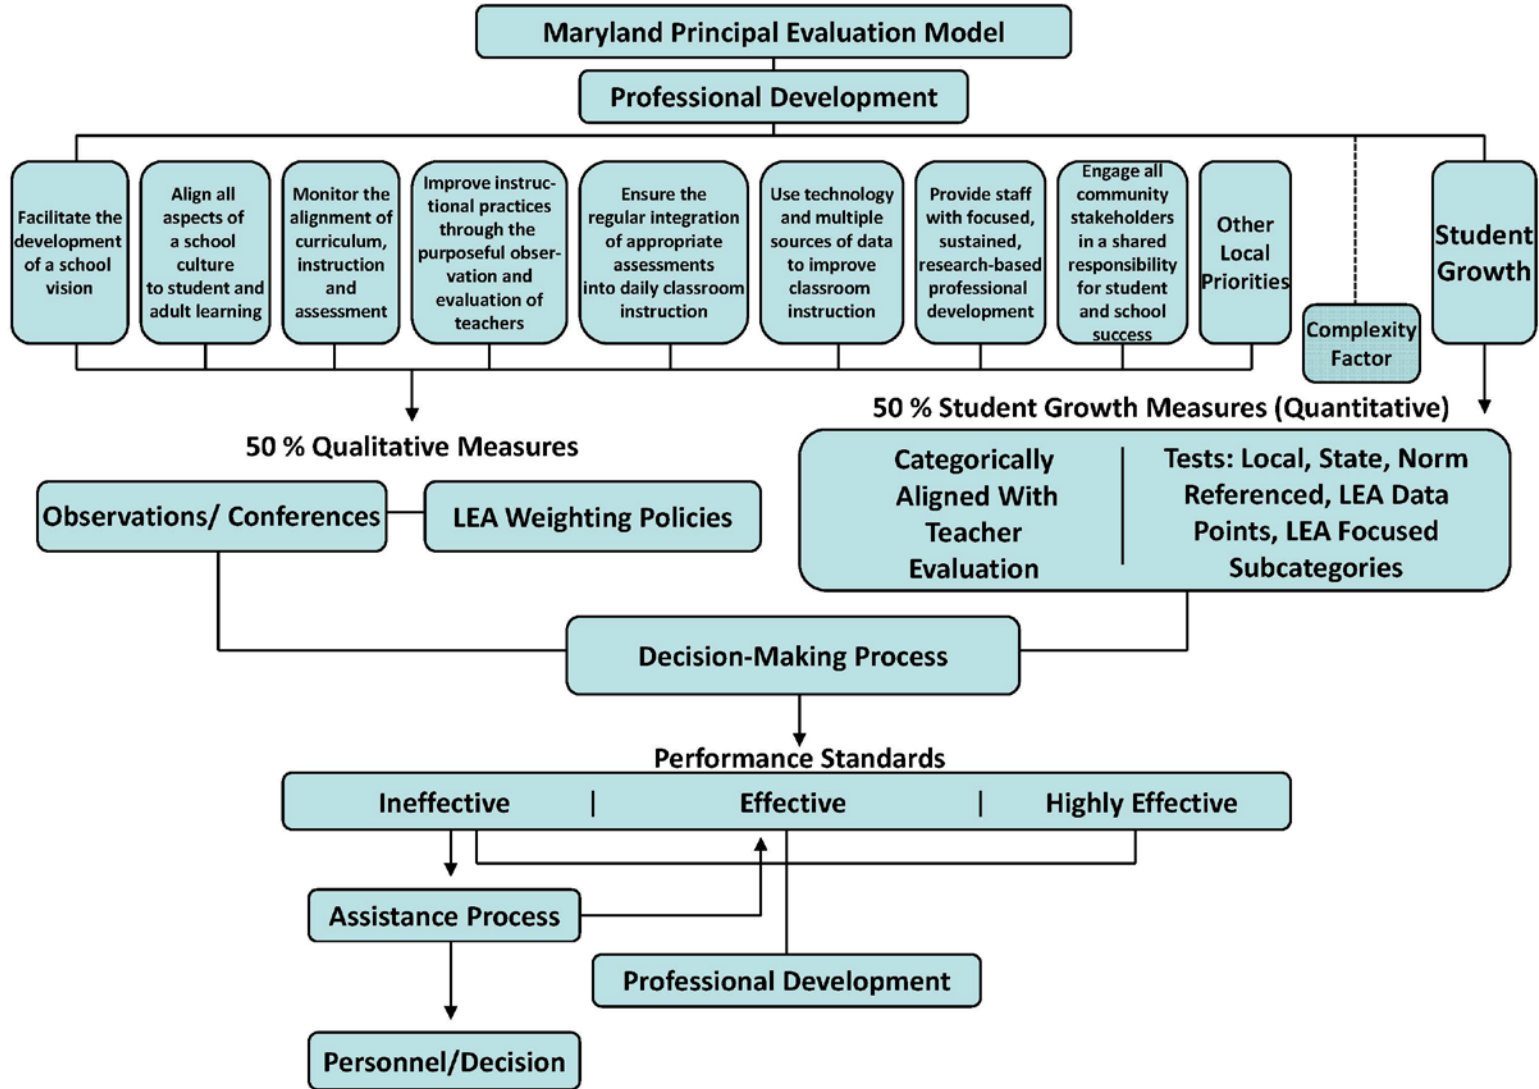 Maryland Principal Evaluation Model
Professional Development
Facilitate the
development
of a school
vision
Align all
aspects of
a school
culture
to student and
adult learning
Monitor the
alignment of
curriculum,
instruction
and
assessment
Improve instruc-
tional practices
through the
purposeful obser-
vation and
evaluation of
teachers
Ensure the
regular integration
of appropriate
assessments
into daily classroom
instruction
Use technology
and multiple
sources of data
to improve
classroom
instruction
Provide staff
with focused,
sustained,
research-based
professional
development
Engage all
community
stakeholders
in a shared
responsibility
for student
and school
success
Other
Local
Priorities
Complexity
Factor
Student
Growth
50 % Qualitative Measures
Observations/ Conferences
LEA Weighting Policies
50 % Student Growth Measures (Quantitative)
Categorically
Aligned With
Teacher
Evaluation
Tests: Local, State, Norm
Referenced, LEA Data
Points, LEA Focused
Subcategories
Decision-Making Process
Performance Standards
Ineffective | Effective | Highly Effective
Assistance Process
Professional Development
Personnel/Decision